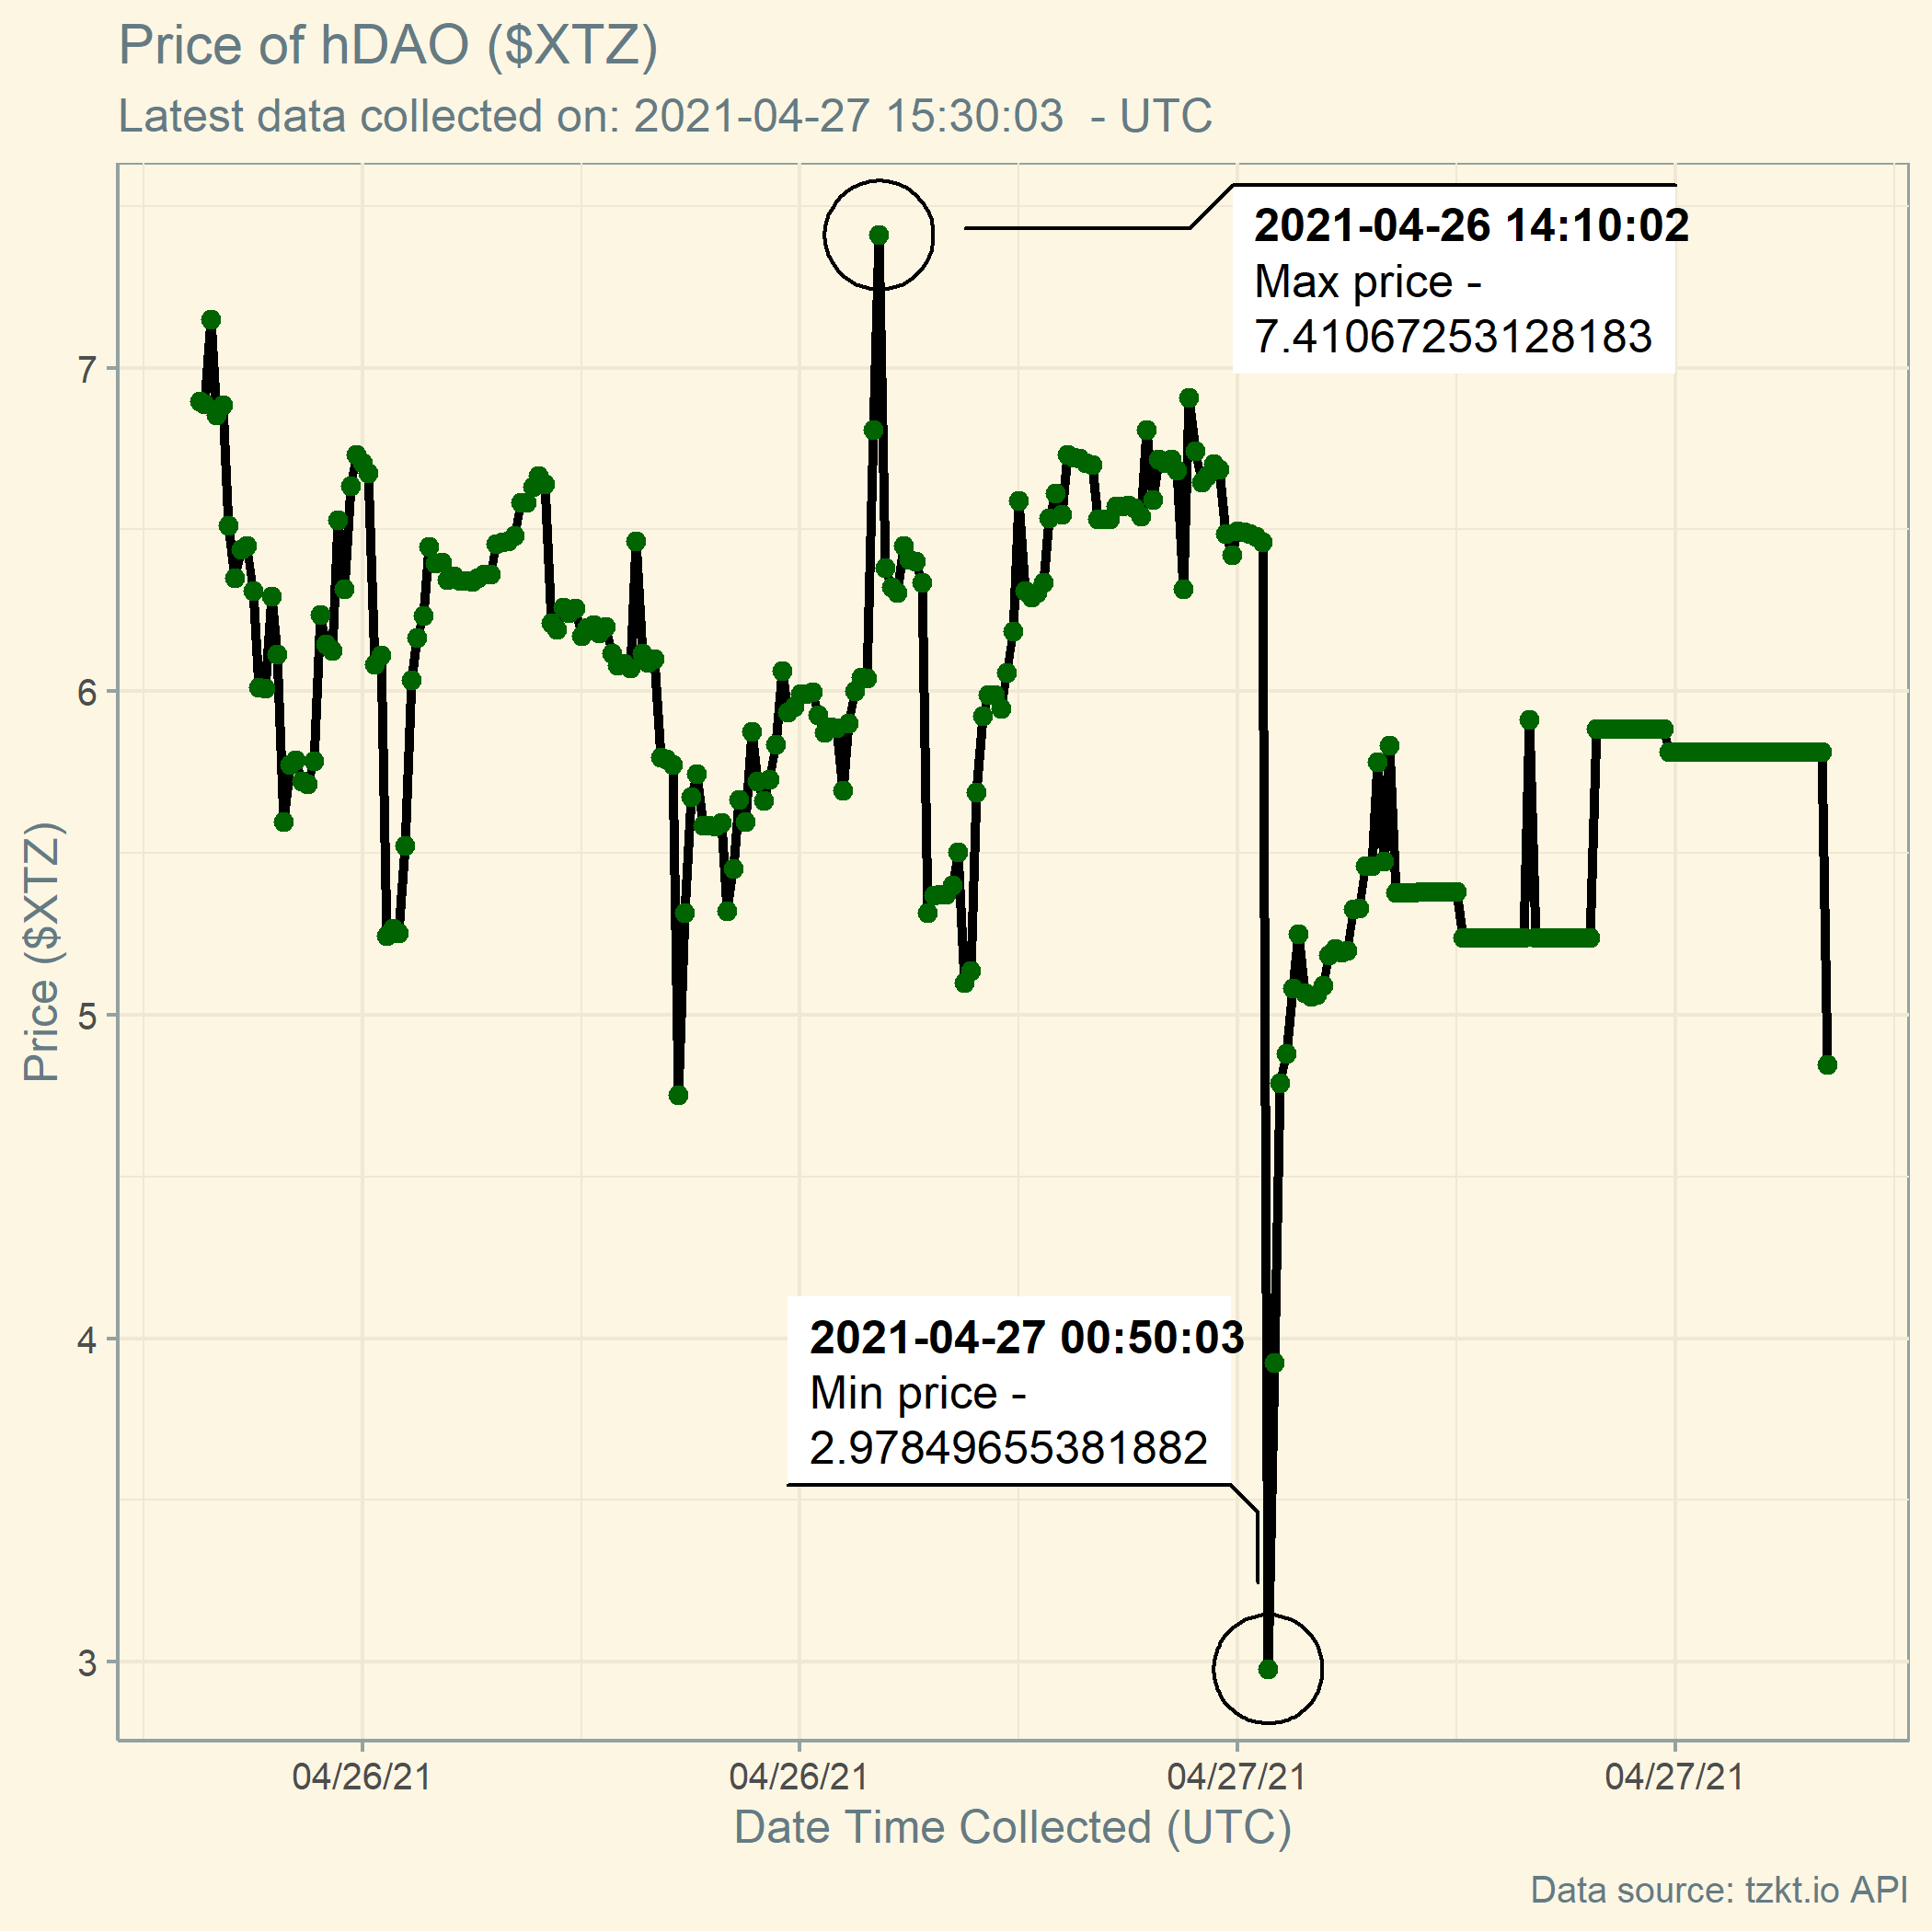 Price of hDAO ($XTZ)
Latest data collected on: 2021-04-27 15:30:03  - UTC
2021-04-26 14:10:02
Max price -
7.41067253128183
7
6
5
4
3
Price ($XTZ)
2021-04-27 00:50:03
Min price -
2.97849655381882
04/26/21
04/26/21
04/27/21
04/27/21
Date Time Collected (UTC)
Data source: tzkt.io API